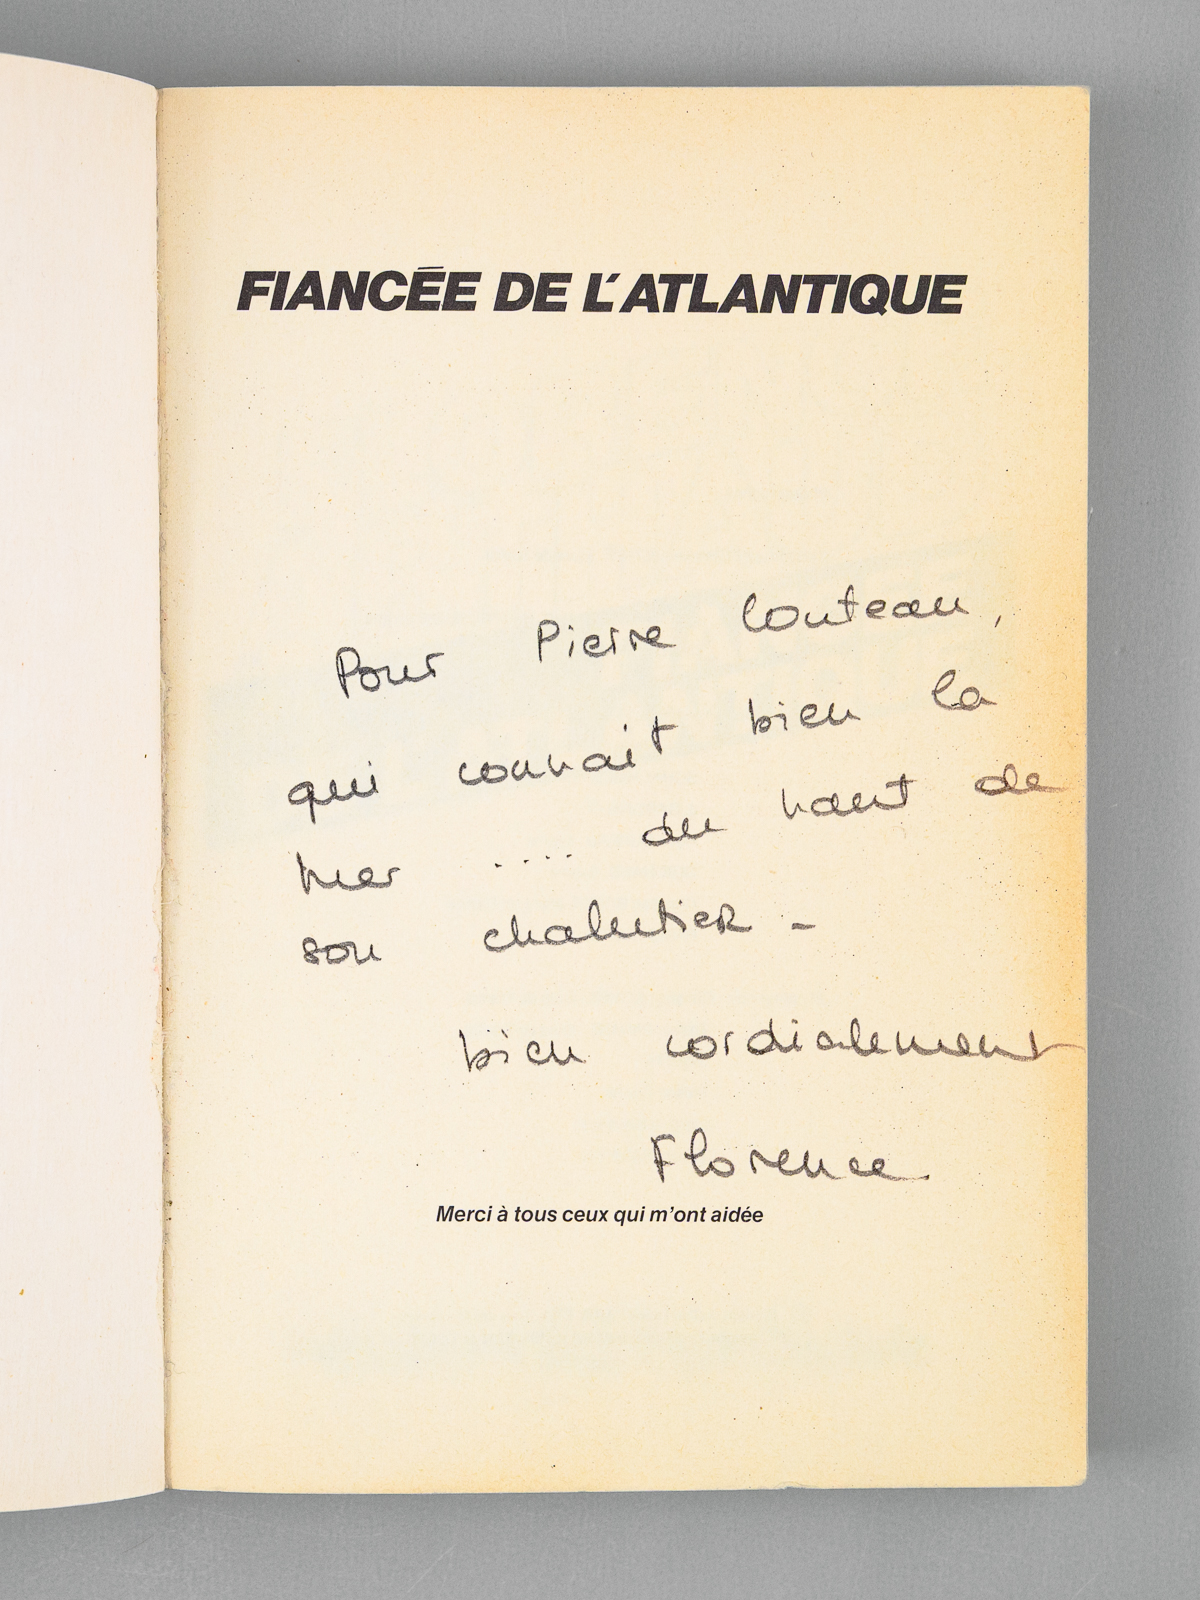 FIANCÉE DE L'ATLANTIQUE
Pour Pierre Couteau,
qui connait bien la
mer .... du haut de
son chalutier -
bien cordialement
Florence
Merci à tous ceux qui m'ont aidée